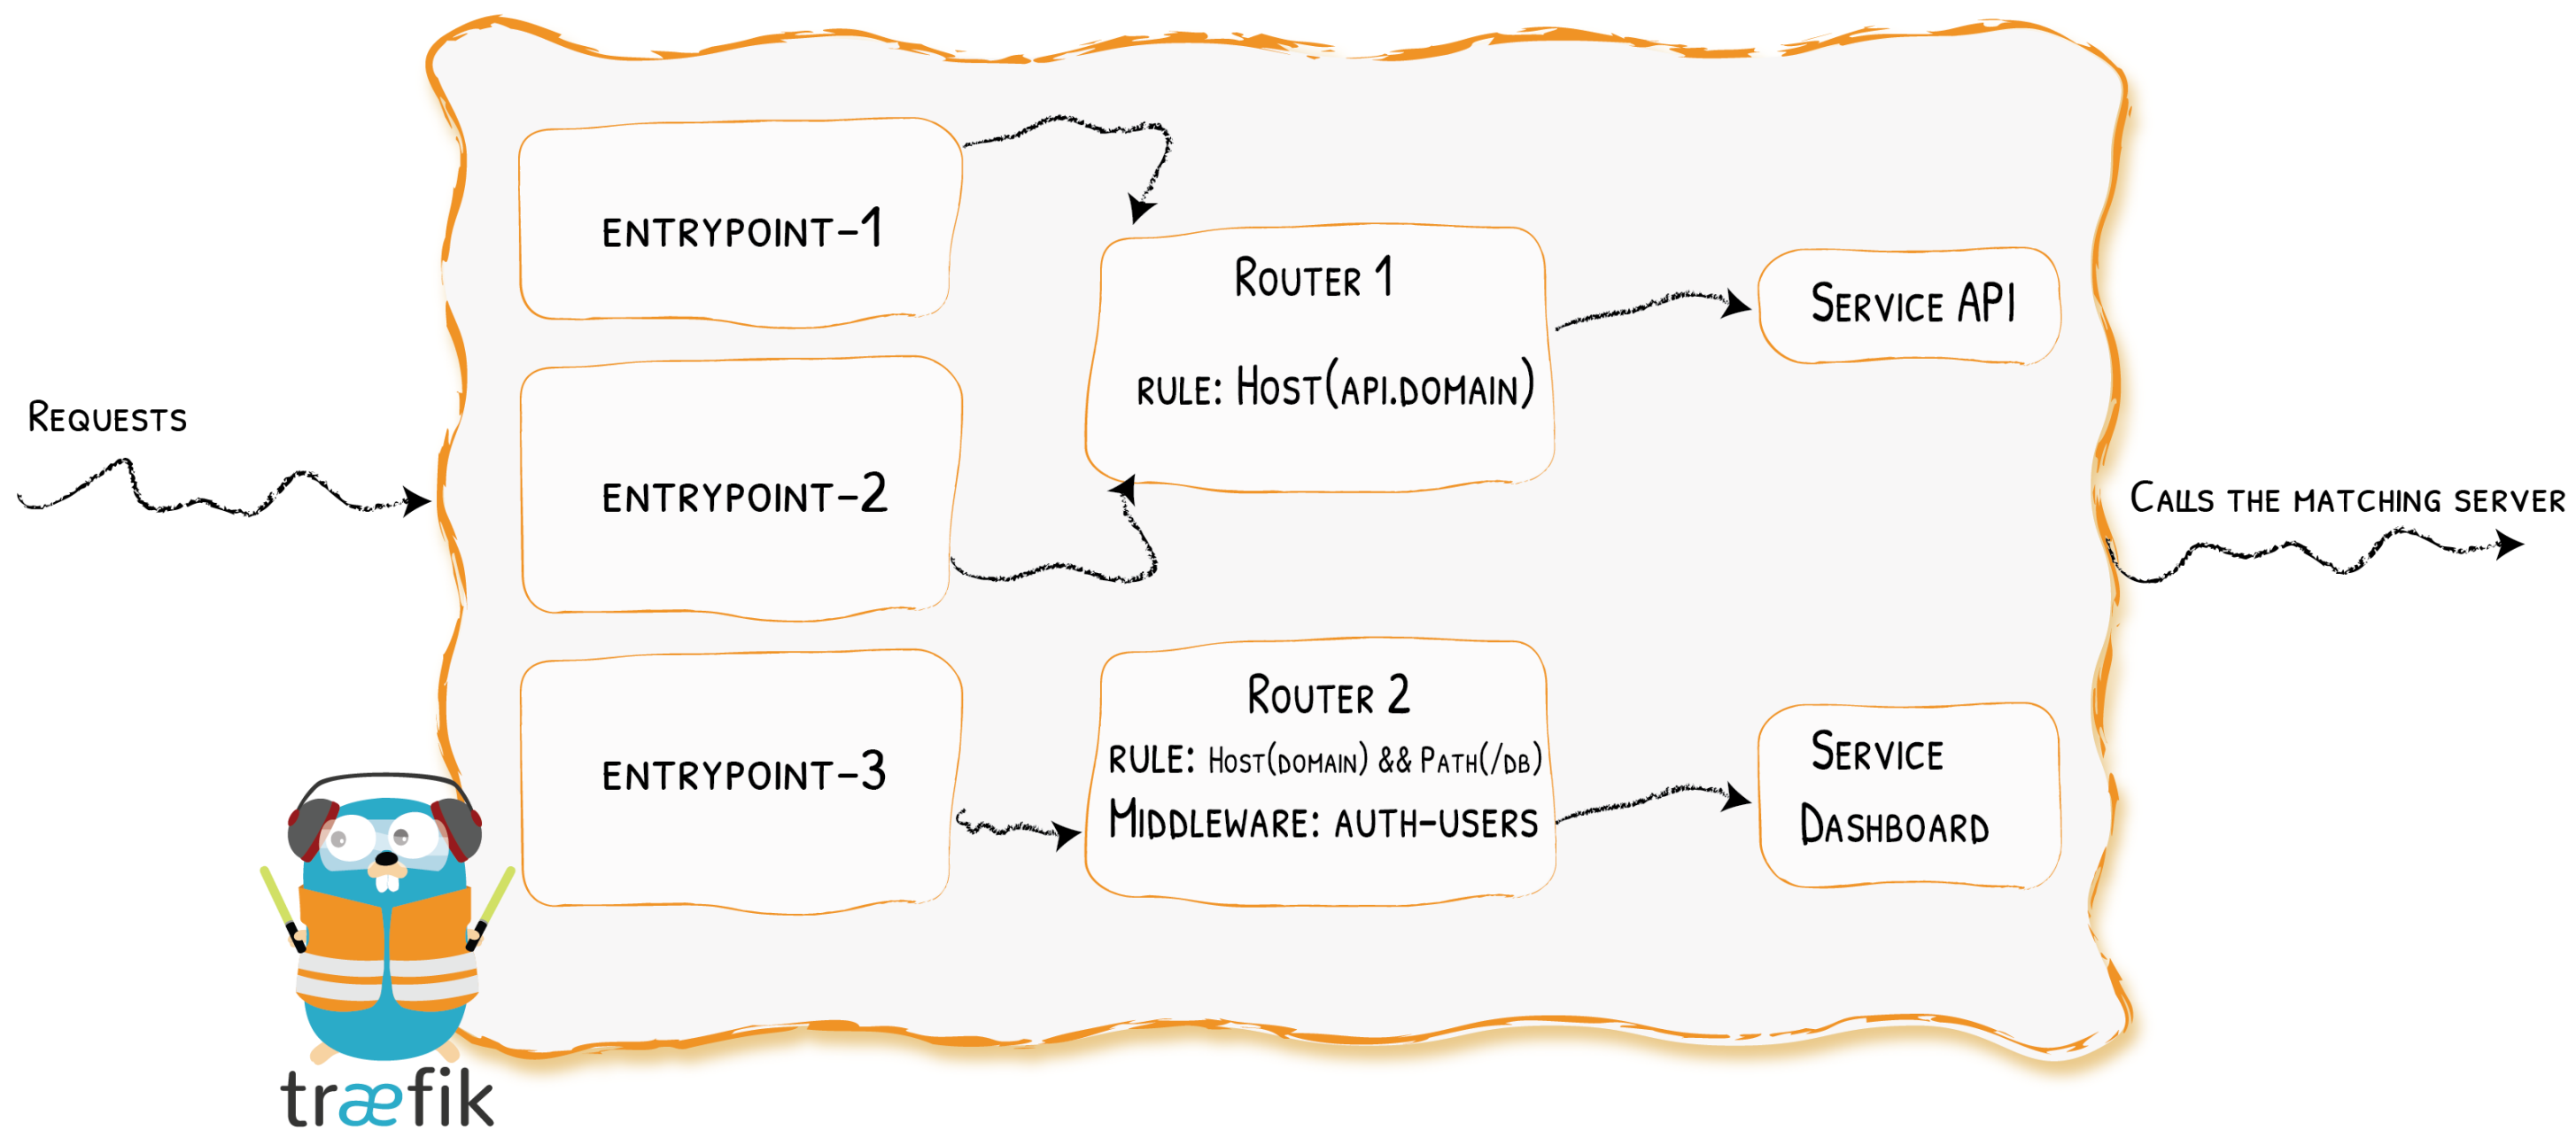 Requests
entrypoint-1
entrypoint-2
entrypoint-3
Router 1
rule: Host(api.domain)
Router 2
rule: Host(domain) && Path(/db)
Middleware: auth-users
Service API
Service
Dashboard
Calls the matching server
træfik